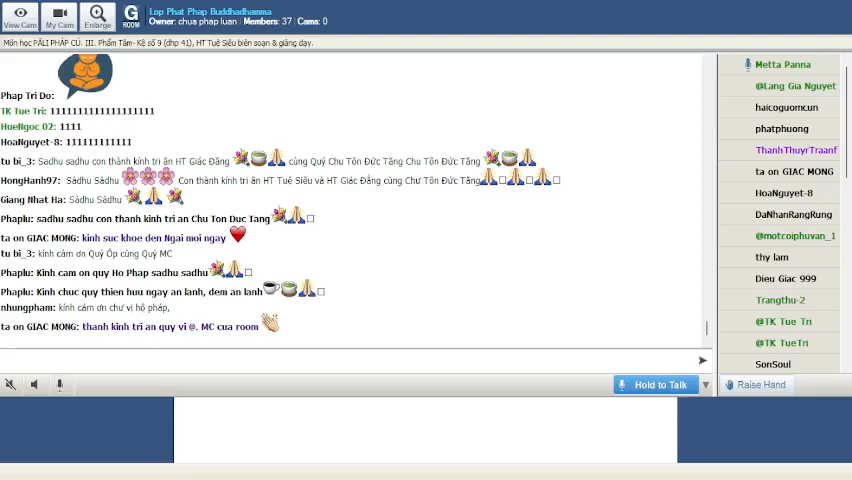 Lop Phat Phap Buddhadhamma
Owner: chua phap luan : Members: 37 : Cams: 0
View Cam
My Cam
Enlarge
G
ROOM
Môn học PĀLI PHÁP CÚ. III. Phẩm Tâm- Kệ số 9 (dhp 41), HT Tuệ Siêu biên soạn & giảng dạy.
Phap Tri Do:
TK Tue Tri: 1111111111111111111
HueNgoc 02: 1111
HoaNguyet-8: 111111111111
tu bi_3: Sadhu sadhu con thành kính tri ân HT Giác Đẳng cùng Quý Chu Tôn Đức Tăng Chu Tôn Đức Tăng
HongHanh97: Sàdhu Sàdhu Con thành kính tri ân HT Tuệ Siêu và HT Giác Đẳng cùng Chư Tôn Đức Tăng
Giang Nhat Ha: Sàdhu Sàdhu
Phaplu: sadhu sadhu con thanh kinh tri an Chu Ton Duc Tang
ta on GIAC MONG: kinh suc khoe den Ngai moi ngay
tu bi_3: kính cám ơn Quý Óp cùng Quý MC
Phaplu: Kinh cam on quy Ho Phap sadhu sadhu
Phaplu: Kinh chuc quy thien huu ngay an lanh, dem an lanh
nhungpham: kính cám ơn chư vị hộ pháp,
ta on GIAC MONG: thanh kinh tri an quy vi @. MC cua room
Hold to Talk
Metta Panna
@Lang Gia Nguyet
haicoguomcun
phatphuong
ThanhThuyrTraanf
ta on GIAC MONG
HoaNguyet-8
DaNhanRangRung
@motcoiphuvan_1
thy lam
Dieu Giac 999
Trangthu-2
@TK Tue Tri
@TK TueTri
SonSoul
Raise Hand